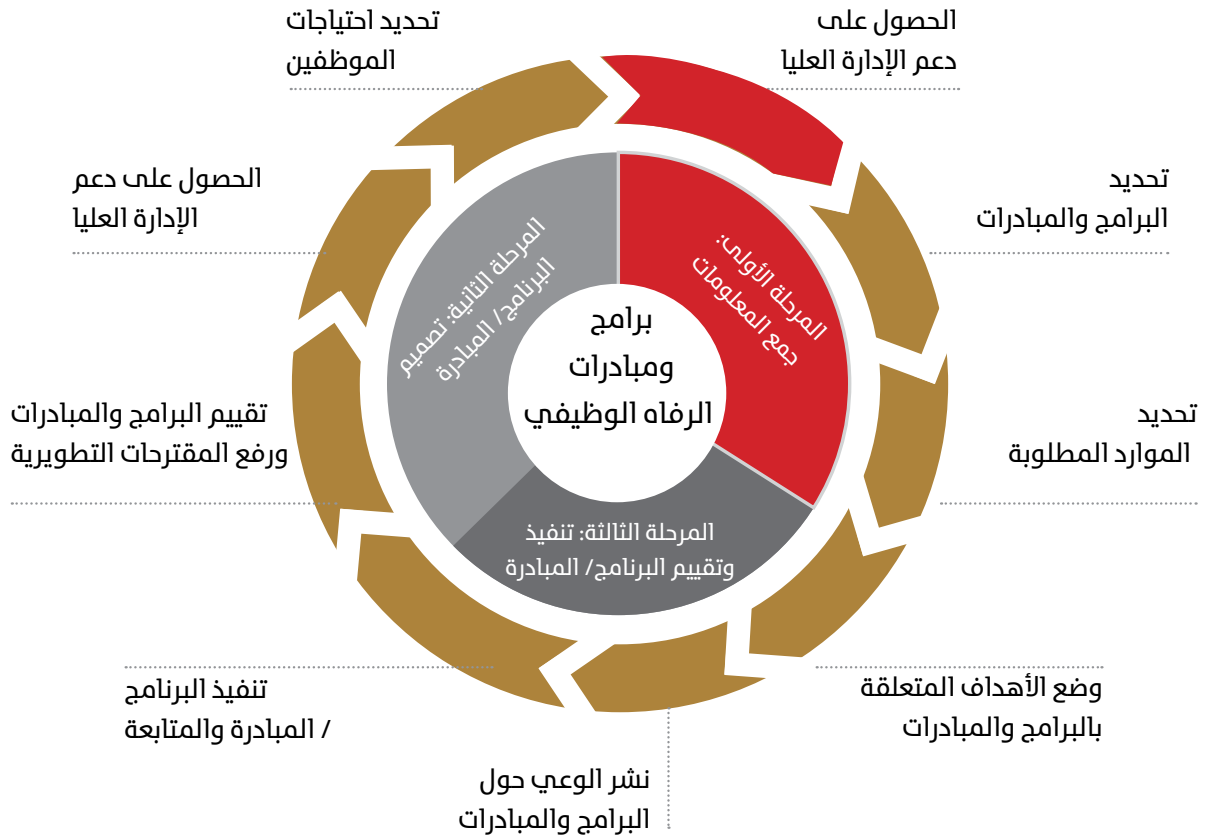 الحصول على
دعم الإدارة العليا
تحديد
البرامج والمبادرات
تحديد
الموارد المطلوبة
وضع الأهداف المتعلقة
بالبرامج والمبادرات
نشر الوعي حول
البرامج والمبادرات
تنفيذ البرنامج
/ المبادرة والمتابعة
تقييم البرامج والمبادرات
ورفع المقترحات التطويرية
الحصول على دعم
الإدارة العليا
تحديد احتياجات
الموظفين
المرحلة الأولى:
جمع المعلومات
المرحلة الثانية: تصميم
البرنامج/ المبادرة
المرحلة الثالثة: تنفيذ
وتقييم البرنامج/ المبادرة
برامج
ومبادرات
الرفاه الوظيفي